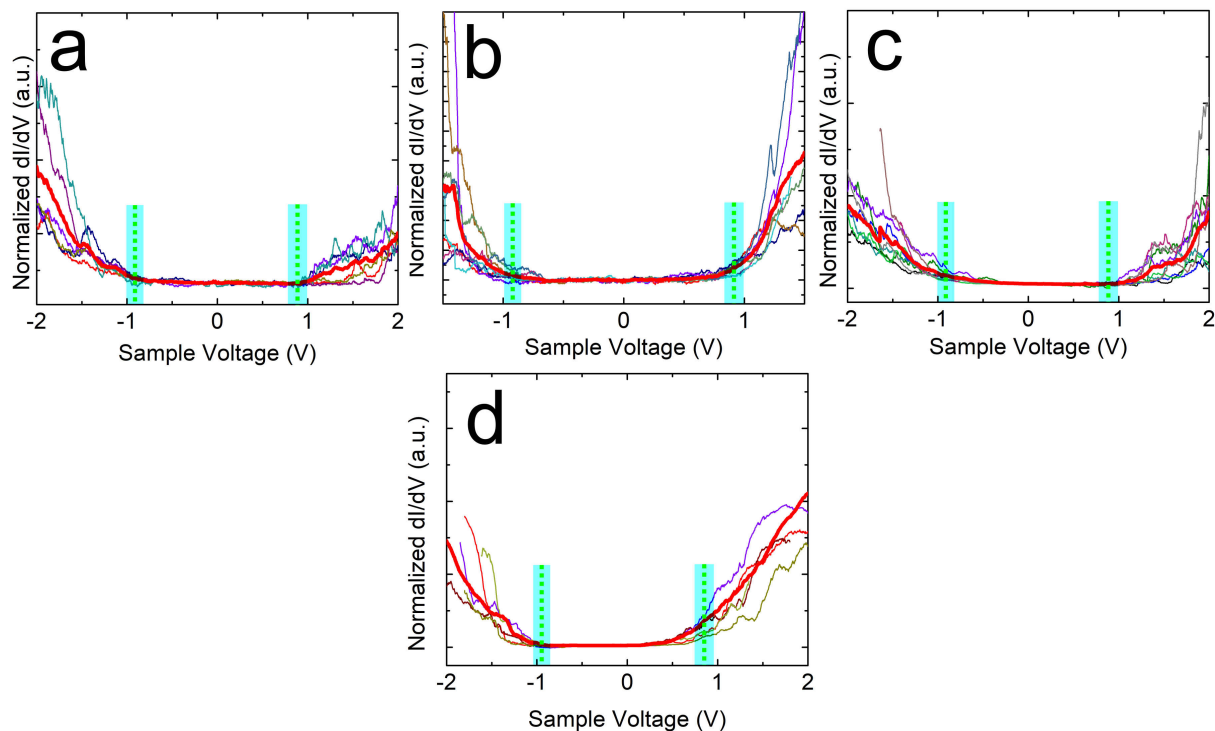 a
Normalized dI/dV (a.u.)
-2 -1 0 1 2
Sample Voltage (V)
b
Normalized dI/dV (a.u.)
-1 0 1
Sample Voltage (V)
c
Normalized dI/dV (a.u.)
-2 -1 0 1 2
Sample Voltage (V)
d
Normalized dI/dV (a.u.)
-2 -1 0 1 2
Sample Voltage (V)